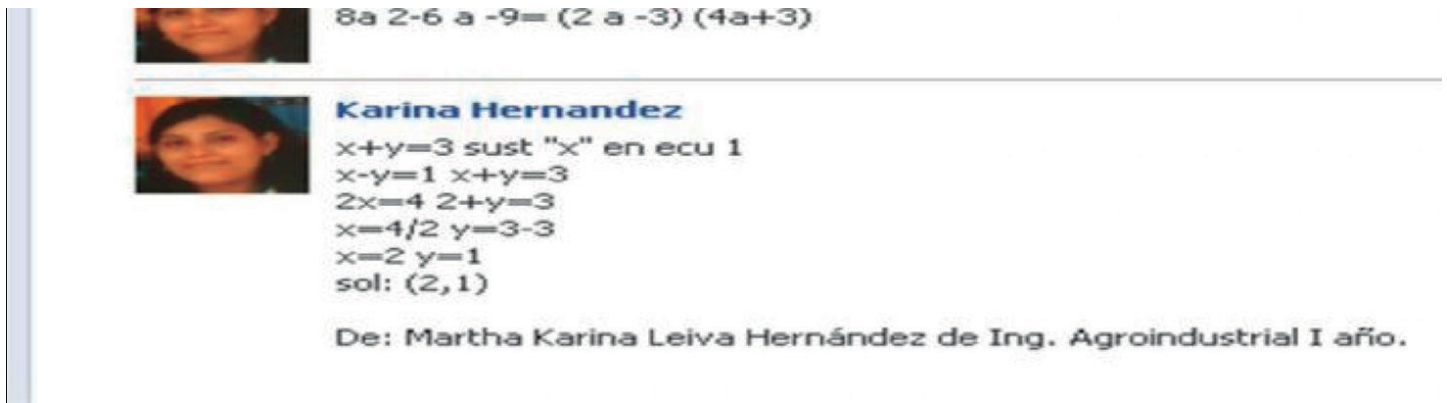 8a 2-6 a -9= (2 a -3) (4a+3)
Karina Hernandez
x+y=3 sust "x" en ecu 1
x-y=1 x+y=3
2x=4 2+y=3
x=4/2 y=3-3
x=2 y=1
sol: (2,1)
De: Martha Karina Leiva Hernández de Ing. Agroindustrial I año.